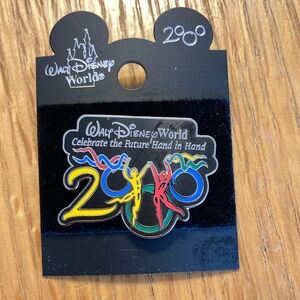 Walt Disney
World®
2000
Walt Disney World
Celebrate the Future Hand in Hand
2000